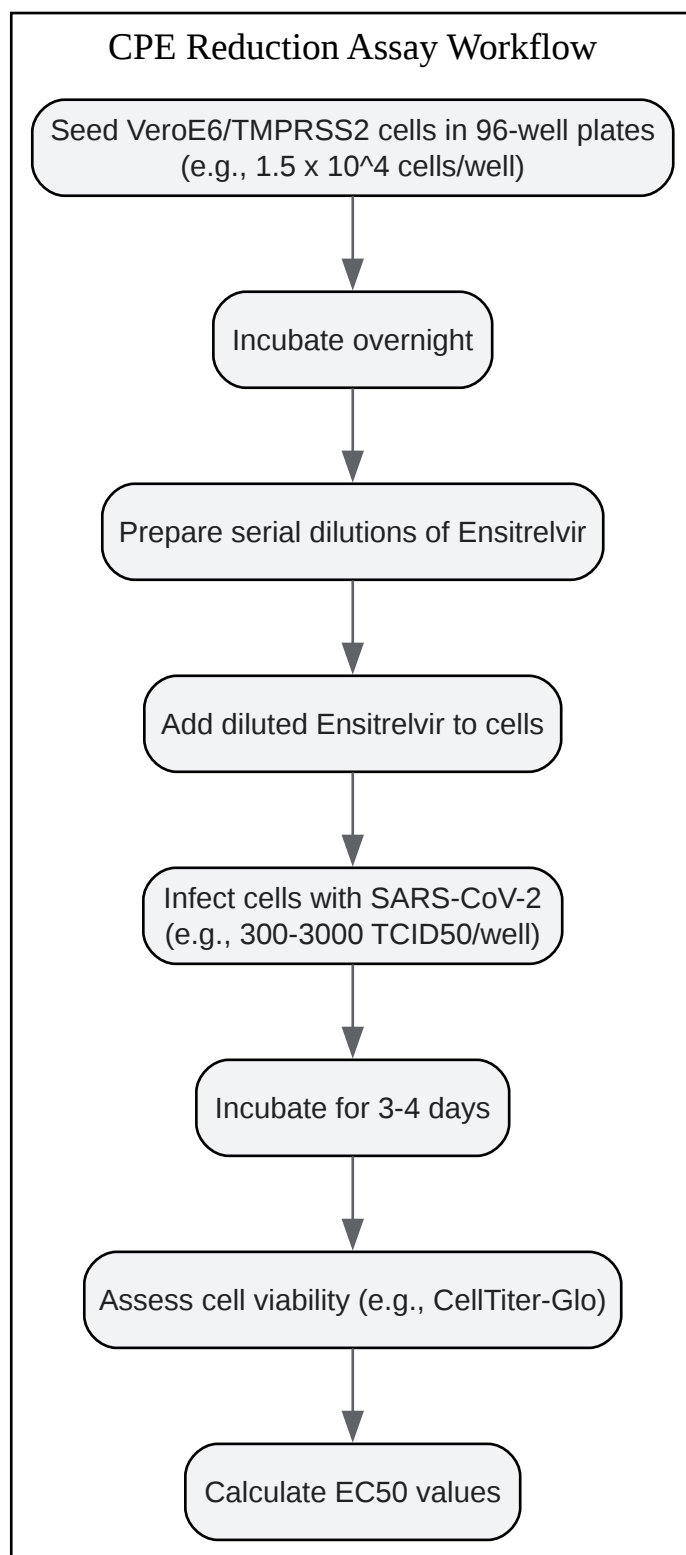 CPE Reduction Assay Workflow
Seed VeroE6/TMPRSS2 cells in 96-well plates
(e.g., 1.5 x 10^4 cells/well)
Incubate overnight
Prepare serial dilutions of Ensitrelvir
Add diluted Ensitrelvir to cells
Infect cells with SARS-CoV-2
(e.g., 300-3000 TCID50/well)
Incubate for 3-4 days
Assess cell viability (e.g., CellTiter-Glo)
Calculate EC50 values